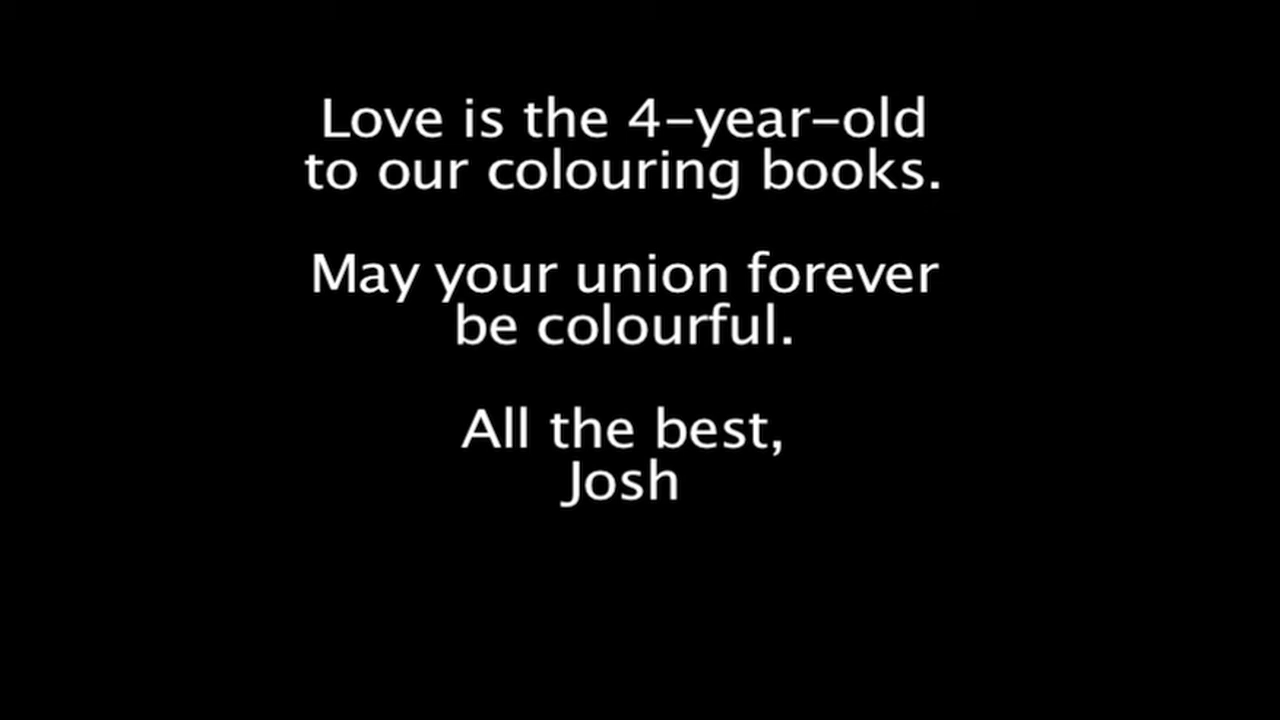 Love is the 4-year-old
to our colouring books.
May your union forever
be colourful.
All the best,
Josh